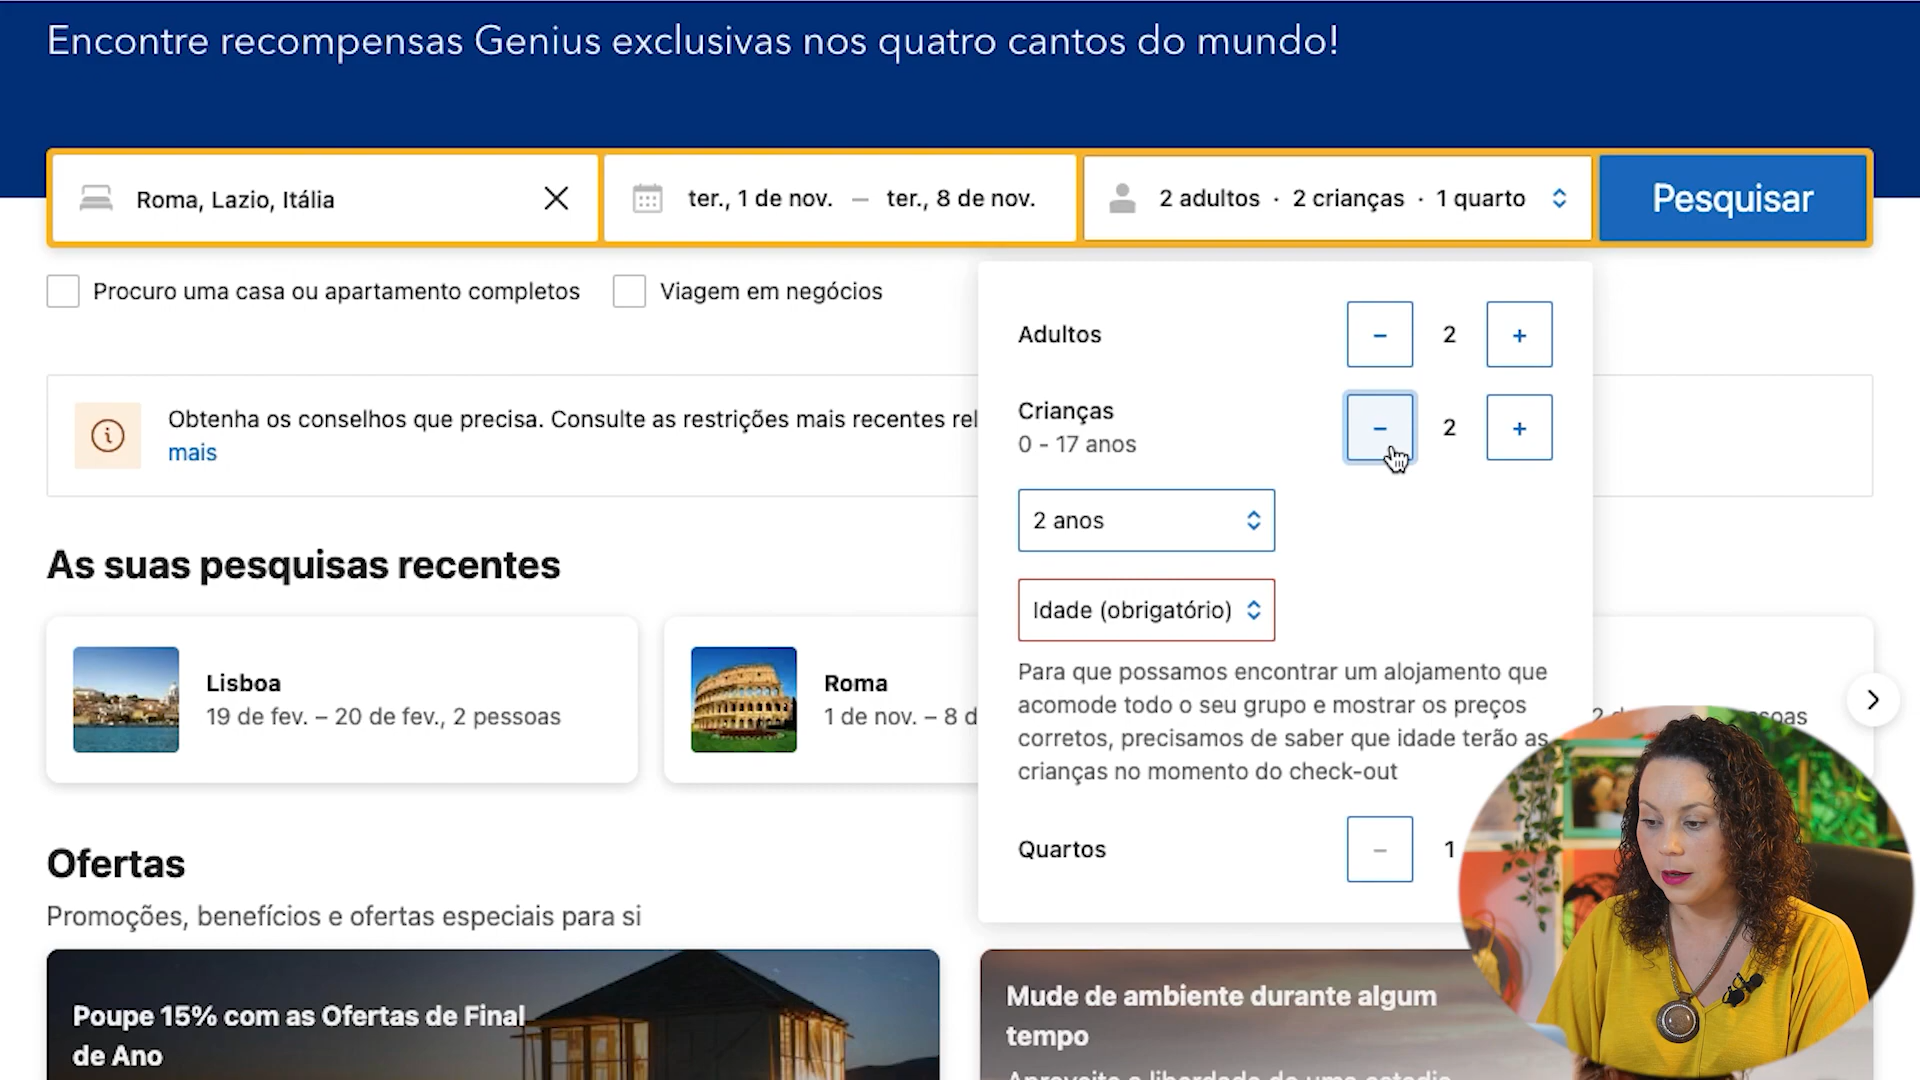 Encontre recompensas Genius exclusivas nos quatro cantos do mundo!
Roma, Lazio, Itália
ter., 1 de nov. — ter., 8 de nov.
2 adultos · 2 crianças · 1 quarto
Pesquisar
Procuro uma casa ou apartamento completos
Viagem em negócios
Adultos
2
Crianças
0 - 17 anos
2
2 anos
Idade (obrigatório)
Para que possamos encontrar um alojamento que
acomode todo o seu grupo e mostrar os preços
corretos, precisamos de saber que idade terão as
crianças no momento do check-out
Quartos
1
Obtenha os conselhos que precisa. Consulte as restrições mais recentes
mais
As suas pesquisas recentes
Lisboa
19 de fev. – 20 de fev., 2 pessoas
Roma
1 de nov. – 8 d
Ofertas
Promoções, benefícios e ofertas especiais para si
Poupe 15% com as Ofertas de Final
de Ano
Mude de ambiente durante algum
tempo
Aproveite a liberdade de uma estadia